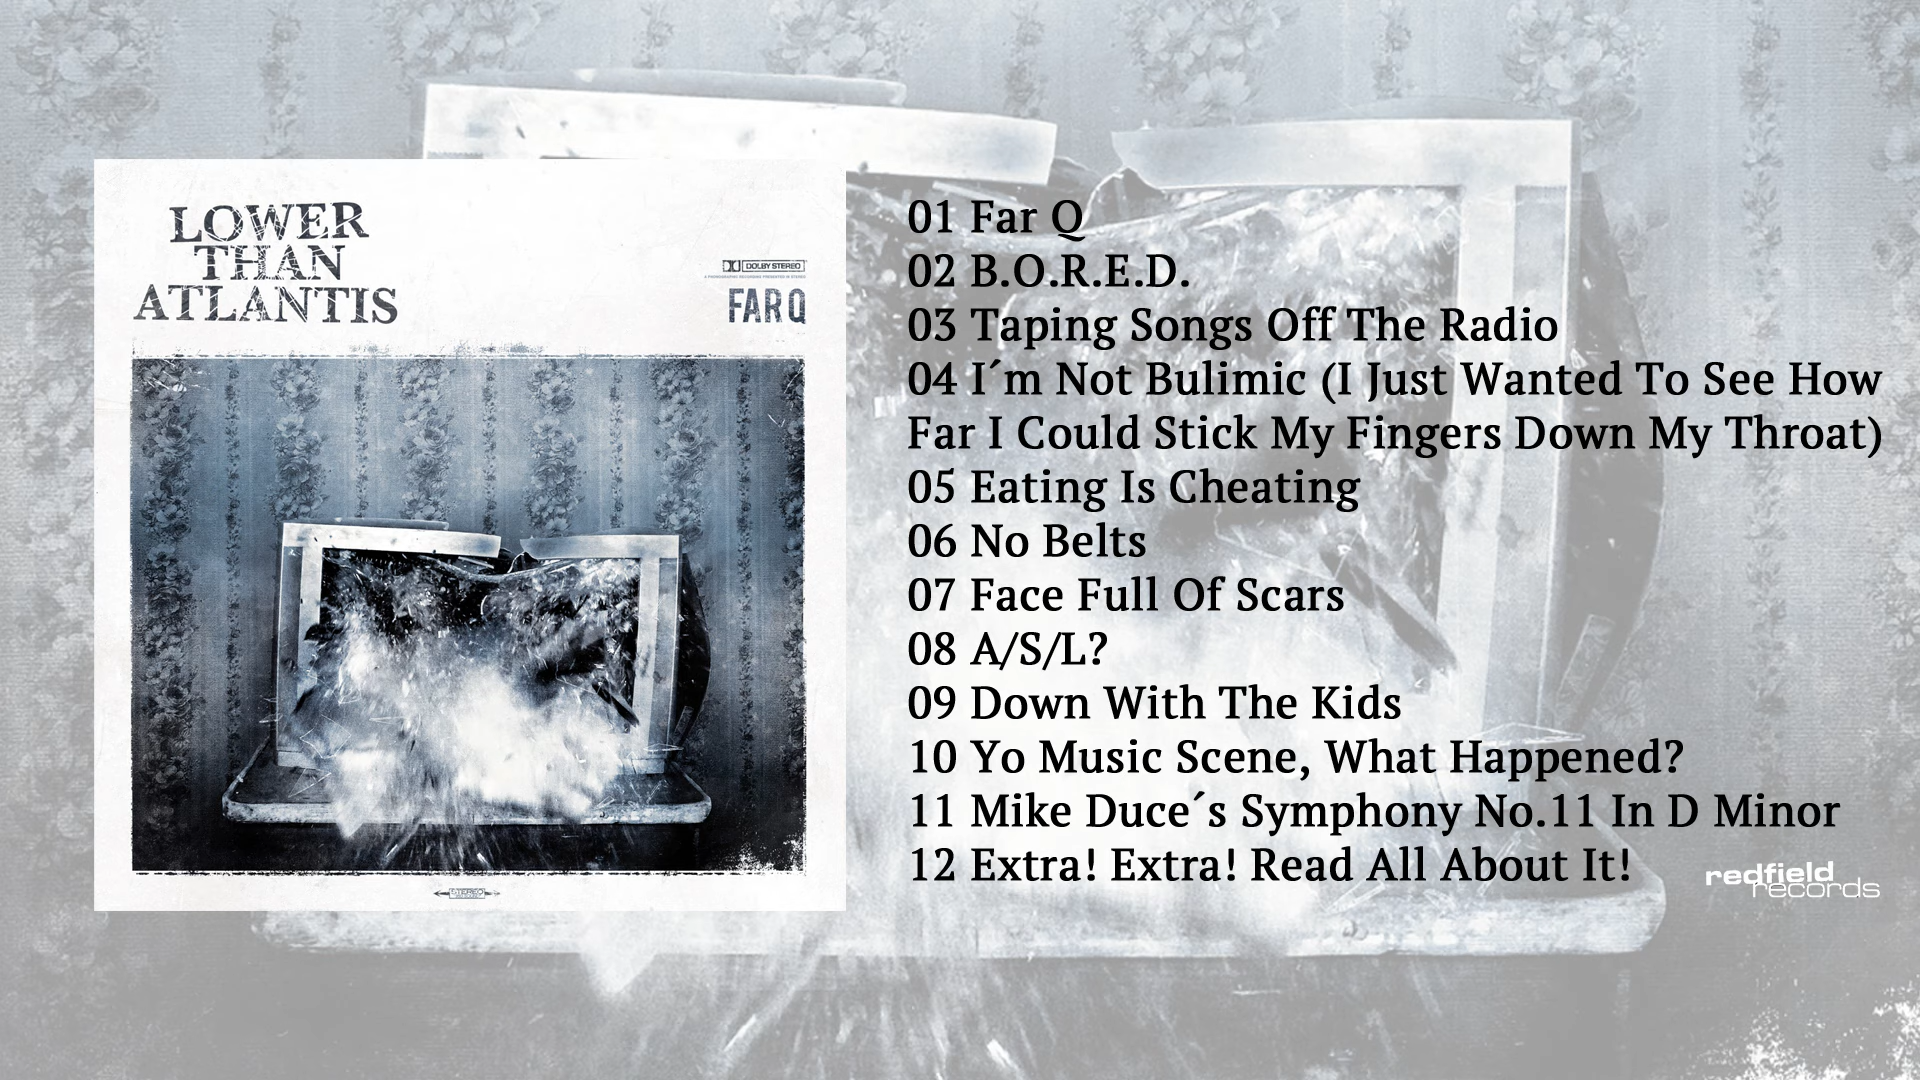 LOWER
THAN
ATLANTIS
DOLBY STEREO
FAR Q
STEREO
01 Far Q
02 B.O.R.E.D.
03 Taping Songs Off The Radio
04 I´m Not Bulimic (I Just Wanted To See How
Far I Could Stick My Fingers Down My Throat)
05 Eating Is Cheating
06 No Belts
07 Face Full Of Scars
08 A/S/L?
09 Down With The Kids
10 Yo Music Scene, What Happened?
11 Mike Duce´s Symphony No.11 In D Minor
12 Extra! Extra! Read All About It!
redfield
records